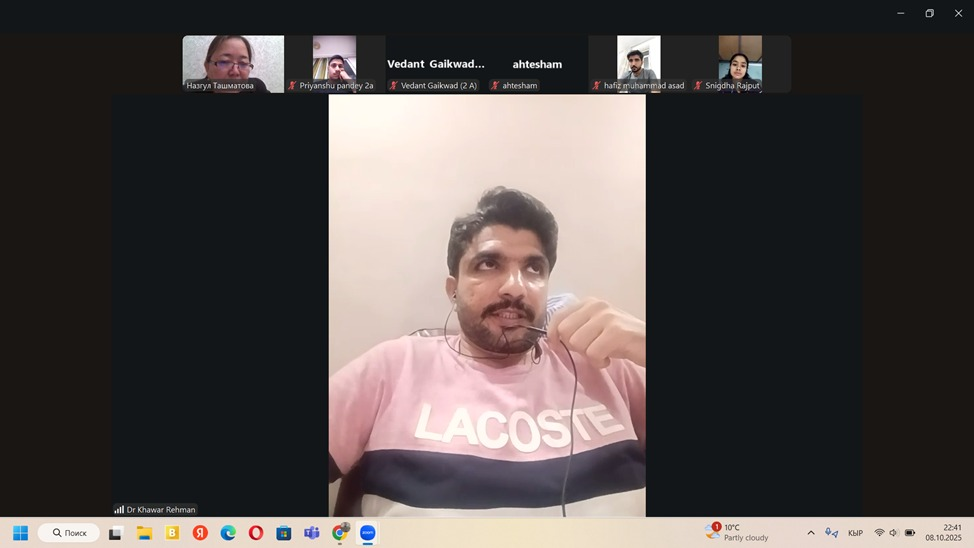 Vedant Gaikwad...
ahtesham
Назгул Ташматова
Priyanshu pandey 2a
Vedant Gaikwad (2 A)
ahtesham
hafiz muhammad asad
Snigdha Rajput
LACOSTE
Dr Khawar Rehman
Поиск
B
Я
zoom
1
10°C
Partly cloudy
КЫР
22:41
08.10.2025